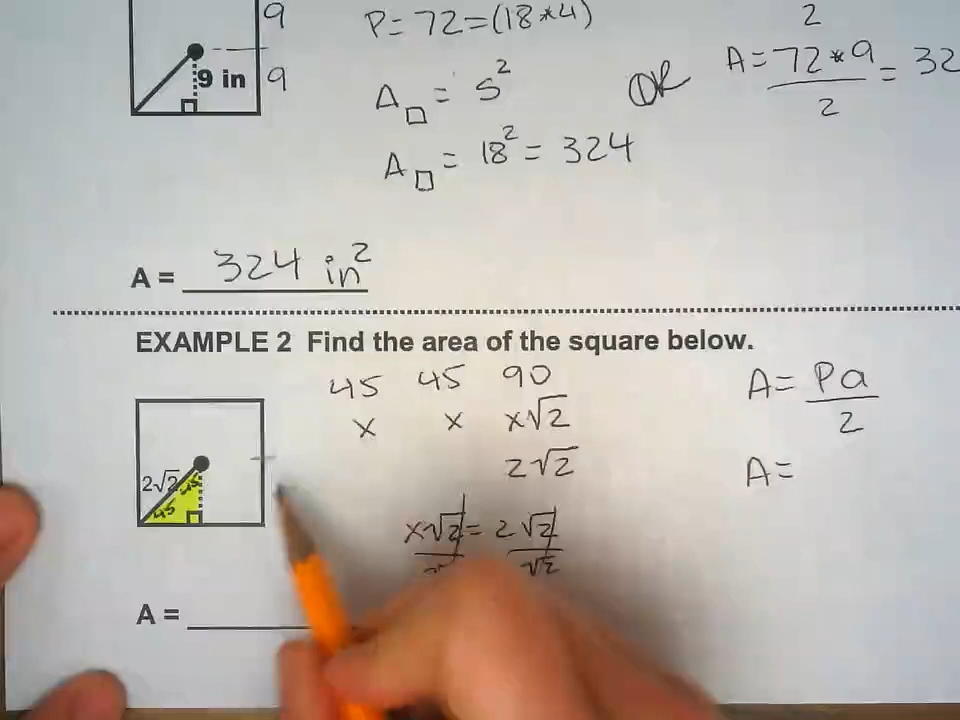 9
P = 72 = (18*4)
2
9 in 9
A□ = s²
OR
A = 72*9 / 2 = 32
A□ = 18² = 324
A = 324 in²
EXAMPLE 2 Find the area of the square below.
45 45 90
x x x√2
2√2
A = Pa / 2
A =
2√2
45
45
x√2 = 2√2
√2
A =